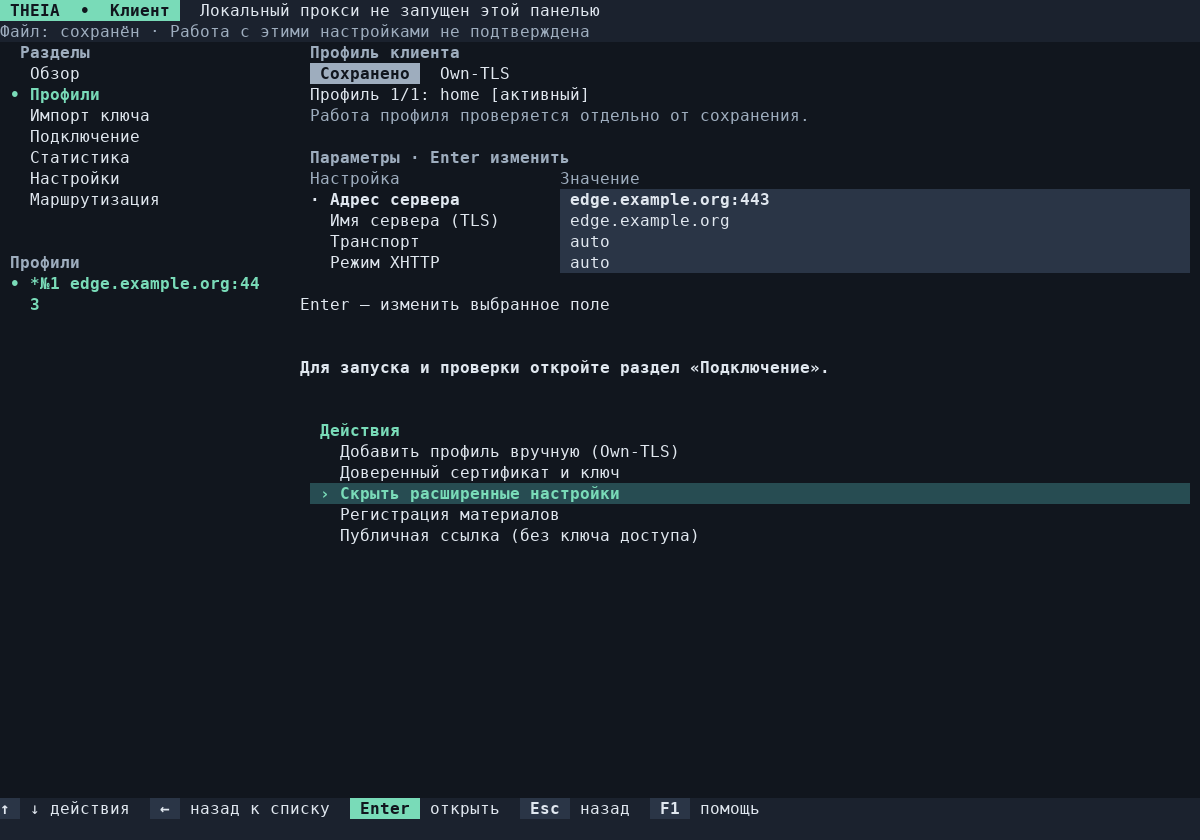 THEIA • Клиент Локальный прокси не запущен этой панелью
Файл: сохранён · Работа с этими настройками не подтверждена
Разделы
Обзор
• Профили
Импорт ключа
Подключение
Статистика
Настройки
Маршрутизация
Профили
• *№1 edge.example.org:44
3
Профиль клиента
Сохранено Own-TLS
Профиль 1/1: home [активный]
Работа профиля проверяется отдельно от сохранения.
Параметры · Enter изменить
Настройка Значение
· Адрес сервера edge.example.org:443
Имя сервера (TLS) edge.example.org
Транспорт auto
Режим XHTTP auto
Enter — изменить выбранное поле
Для запуска и проверки откройте раздел «Подключение».
Действия
Добавить профиль вручную (Own-TLS)
Доверенный сертификат и ключ
› Скрыть расширенные настройки
Регистрация материалов
Публичная ссылка (без ключа доступа)
↑ ↓ действия ← назад к списку Enter открыть Esc назад F1 помощь